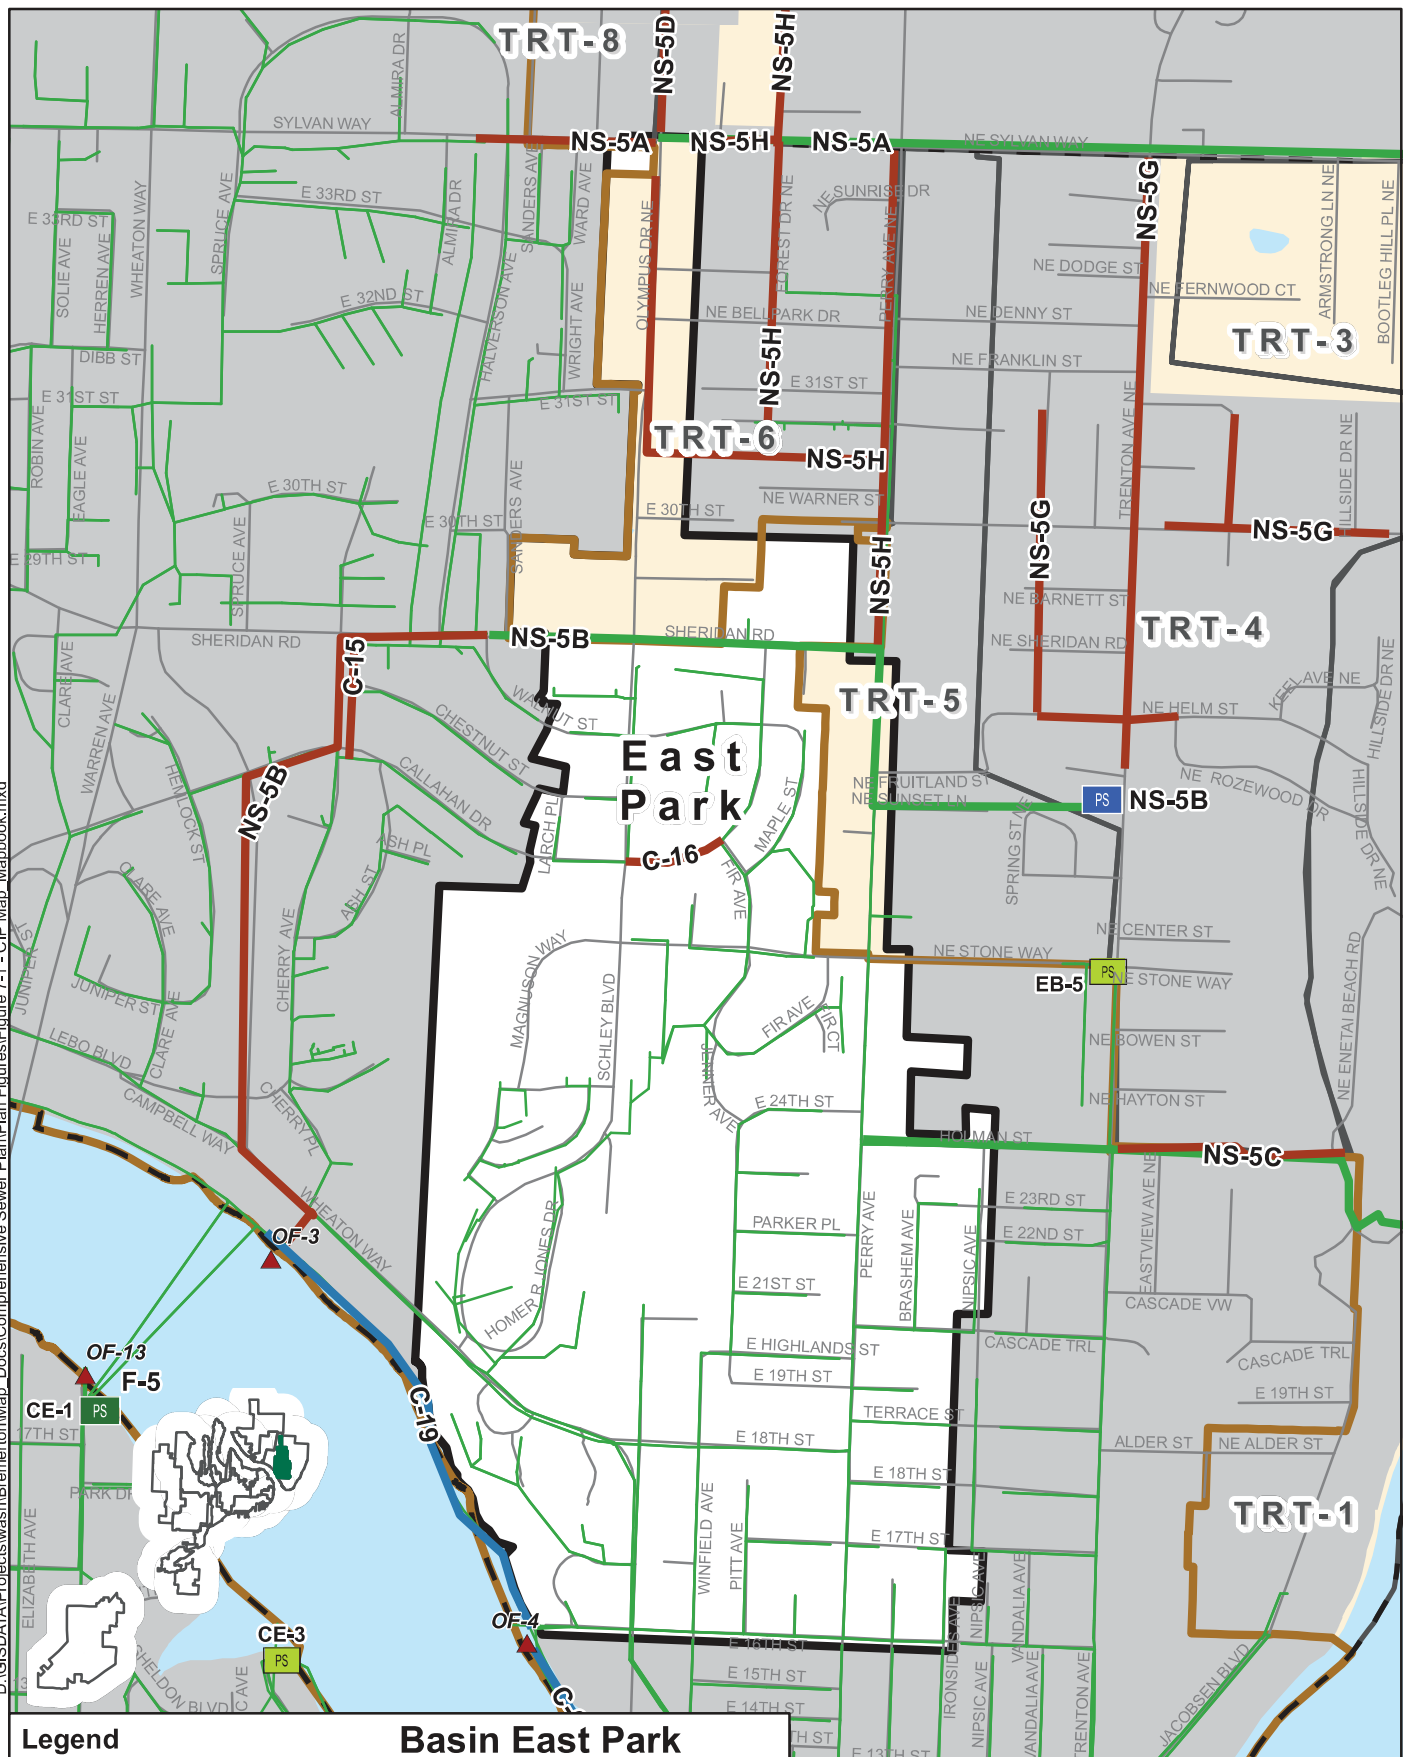 TRT-8
NS-5D
NS-5H
ALMIRA DR
SYLVAN WAY
NS-5A
NS-5H
NS-5A
NE SYLVAN WAY
NS-5G
E 33RD ST
E 33RD ST
SOLIE AVE
HERREN AVE
WHEATON WAY
SPRUCE AVE
ALMIRA DR
SANDERS AVE
WARD AVE
OLYMPUS DR NE
FOREST DR NE
NE SUNRISE DR
PERRY AVE NE
NE DODGE ST
NE FERNWOOD CT
ARMSTRONG LN NE
BOOTLEG HILL PL NE
TRT-3
E 32ND ST
HALVERSON AVE
WRIGHT AVE
NE BELLPARK DR
NE DENNY ST
NS-5H
DIBB ST
NE FRANKLIN ST
E 31ST ST
E 31ST ST
E 31ST ST
ROBIN AVE
EAGLE AVE
TRT-6
NS-5H
TRENTON AVE NE
HILLSIDE DR NE
E 30TH ST
E 30TH ST
SANDERS AVE
E 30TH ST
NE WARNER ST
NS-5G
NS-5G
E 29TH ST
SPRUCE AVE
NS-5H
NE BARNETT ST
TRT-4
SHERIDAN RD
NS-5B
SHERIDAN RD
NE SHERIDAN RD
C-15
CLARE AVE
WARREN AVE
WALNUT ST
CHESTNUT ST
CALLAHAN DR
TRT-5
KEEL AVE NE
NE HELM ST
HILLSIDE DR NE
East
Park
NE FRUITLAND ST
NE SUNSET LN
PS
NS-5B
NE ROZEWOOD DR
HILLSIDE DR NE
NS-5B
HEMLOCK ST
LARCH PL
MAPLE ST
C-16
FIR AVE
ASH PL
ASH ST
CLARE AVE
CHERRY AVE
SPRING ST NE
JUNIPER ST
JUNIPER ST
CLARE AVE
MAGNUSON WAY
SCHLEY BLVD
NE CENTER ST
NE STONE WAY
PS
EB-5
NE STONE WAY
FIR AVE
FIR CT
NE BOWEN ST
NE ENETAI BEACH RD
LEBO BLVD
CAMPBELL WAY
CHERRY PL
JENNER AVE
E 24TH ST
NE HAYTON ST
HOLMAN ST
NS-5C
WHEATON WAY
OF-3
HOMER R JONES DR
PARKER PL
PERRY AVE
BRASHEM AVE
NIPSIC AVE
E 23RD ST
E 22ND ST
EASTVIEW AVE NE
E 21ST ST
CASCADE VW
E HIGHLANDS ST
CASCADE TRL
CASCADE TRL
OF-13
F-5
CE-1
PS
17TH ST
C-19
E 19TH ST
E 19TH ST
TERRACE ST
E 18TH ST
E 18TH ST
ALDER ST
NE ALDER ST
ELIZABETH AVE
WINFIELD AVE
PITT AVE
E 17TH ST
TRT-1
OF-4
CE-3
PS
E 16TH ST
IRONSIDES AVE
NIPSIC AVE
VANDALIA AVE
SHELDON BLVD
E 15TH ST
E 14TH ST
NIPSIC AVE
VANDALIA AVE
TRENTON AVE
JACOBSEN BLVD
E 13TH ST
Legend
Basin East Park